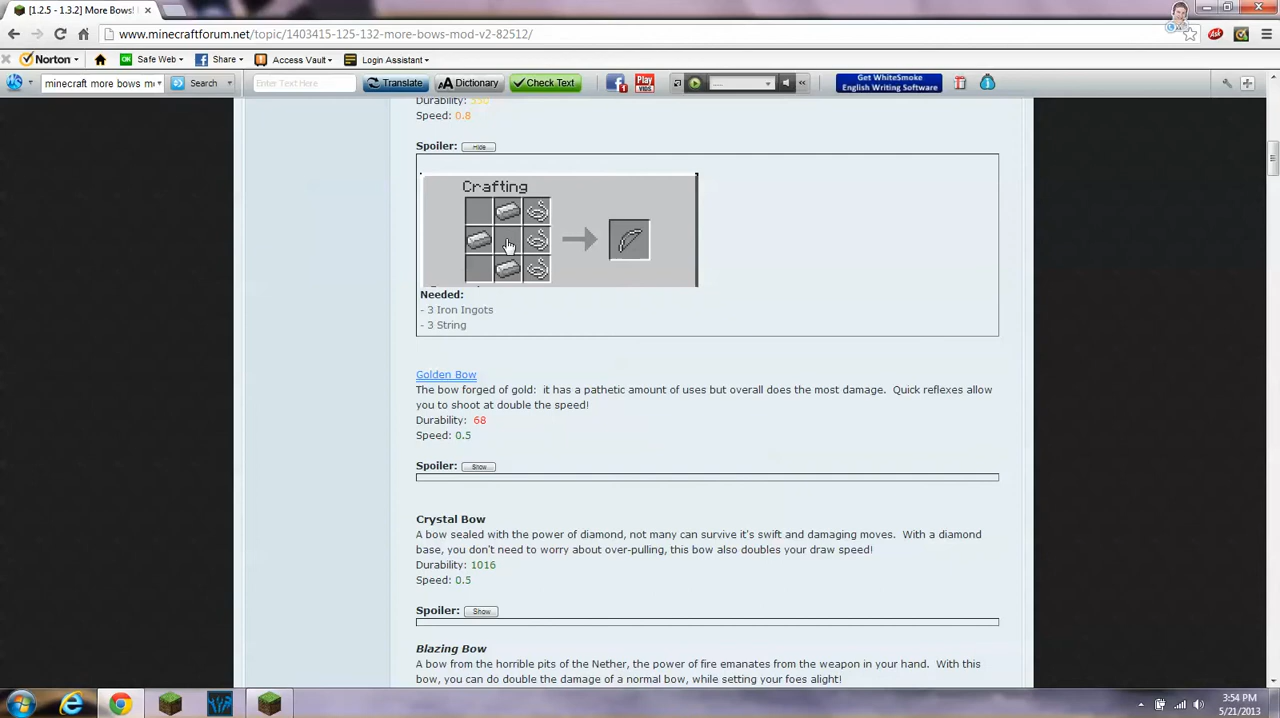 [1.2.5 - 1.3.2] More Bows!
www.minecraftforum.net/topic/1403415-125-132-more-bows-mod-v2-82512/
Ask
Norton
Safe Web
Share
Access Vault
Login Assistant
minecraft more bows m
Search
Enter Text Here
Translate
Dictionary
Check Text
Play
VIDS
Get WhiteSmoke
English Writing Software
Durability: 550
Speed: 0.8
Spoiler: Hide
Crafting
Needed:
- 3 Iron Ingots
- 3 String
Golden Bow
The bow forged of gold: it has a pathetic amount of uses but overall does the most damage. Quick reflexes allow
you to shoot at double the speed!
Durability: 68
Speed: 0.5
Spoiler: Show
Crystal Bow
A bow sealed with the power of diamond, not many can survive it's swift and damaging moves. With a diamond
base, you don't need to worry about over-pulling, this bow also doubles your draw speed!
Durability: 1016
Speed: 0.5
Spoiler: Show
Blazing Bow
A bow from the horrible pits of the Nether, the power of fire emanates from the weapon in your hand. With this
bow, you can do double the damage of a normal bow, while setting your foes alight!
3:54 PM
5/21/2013